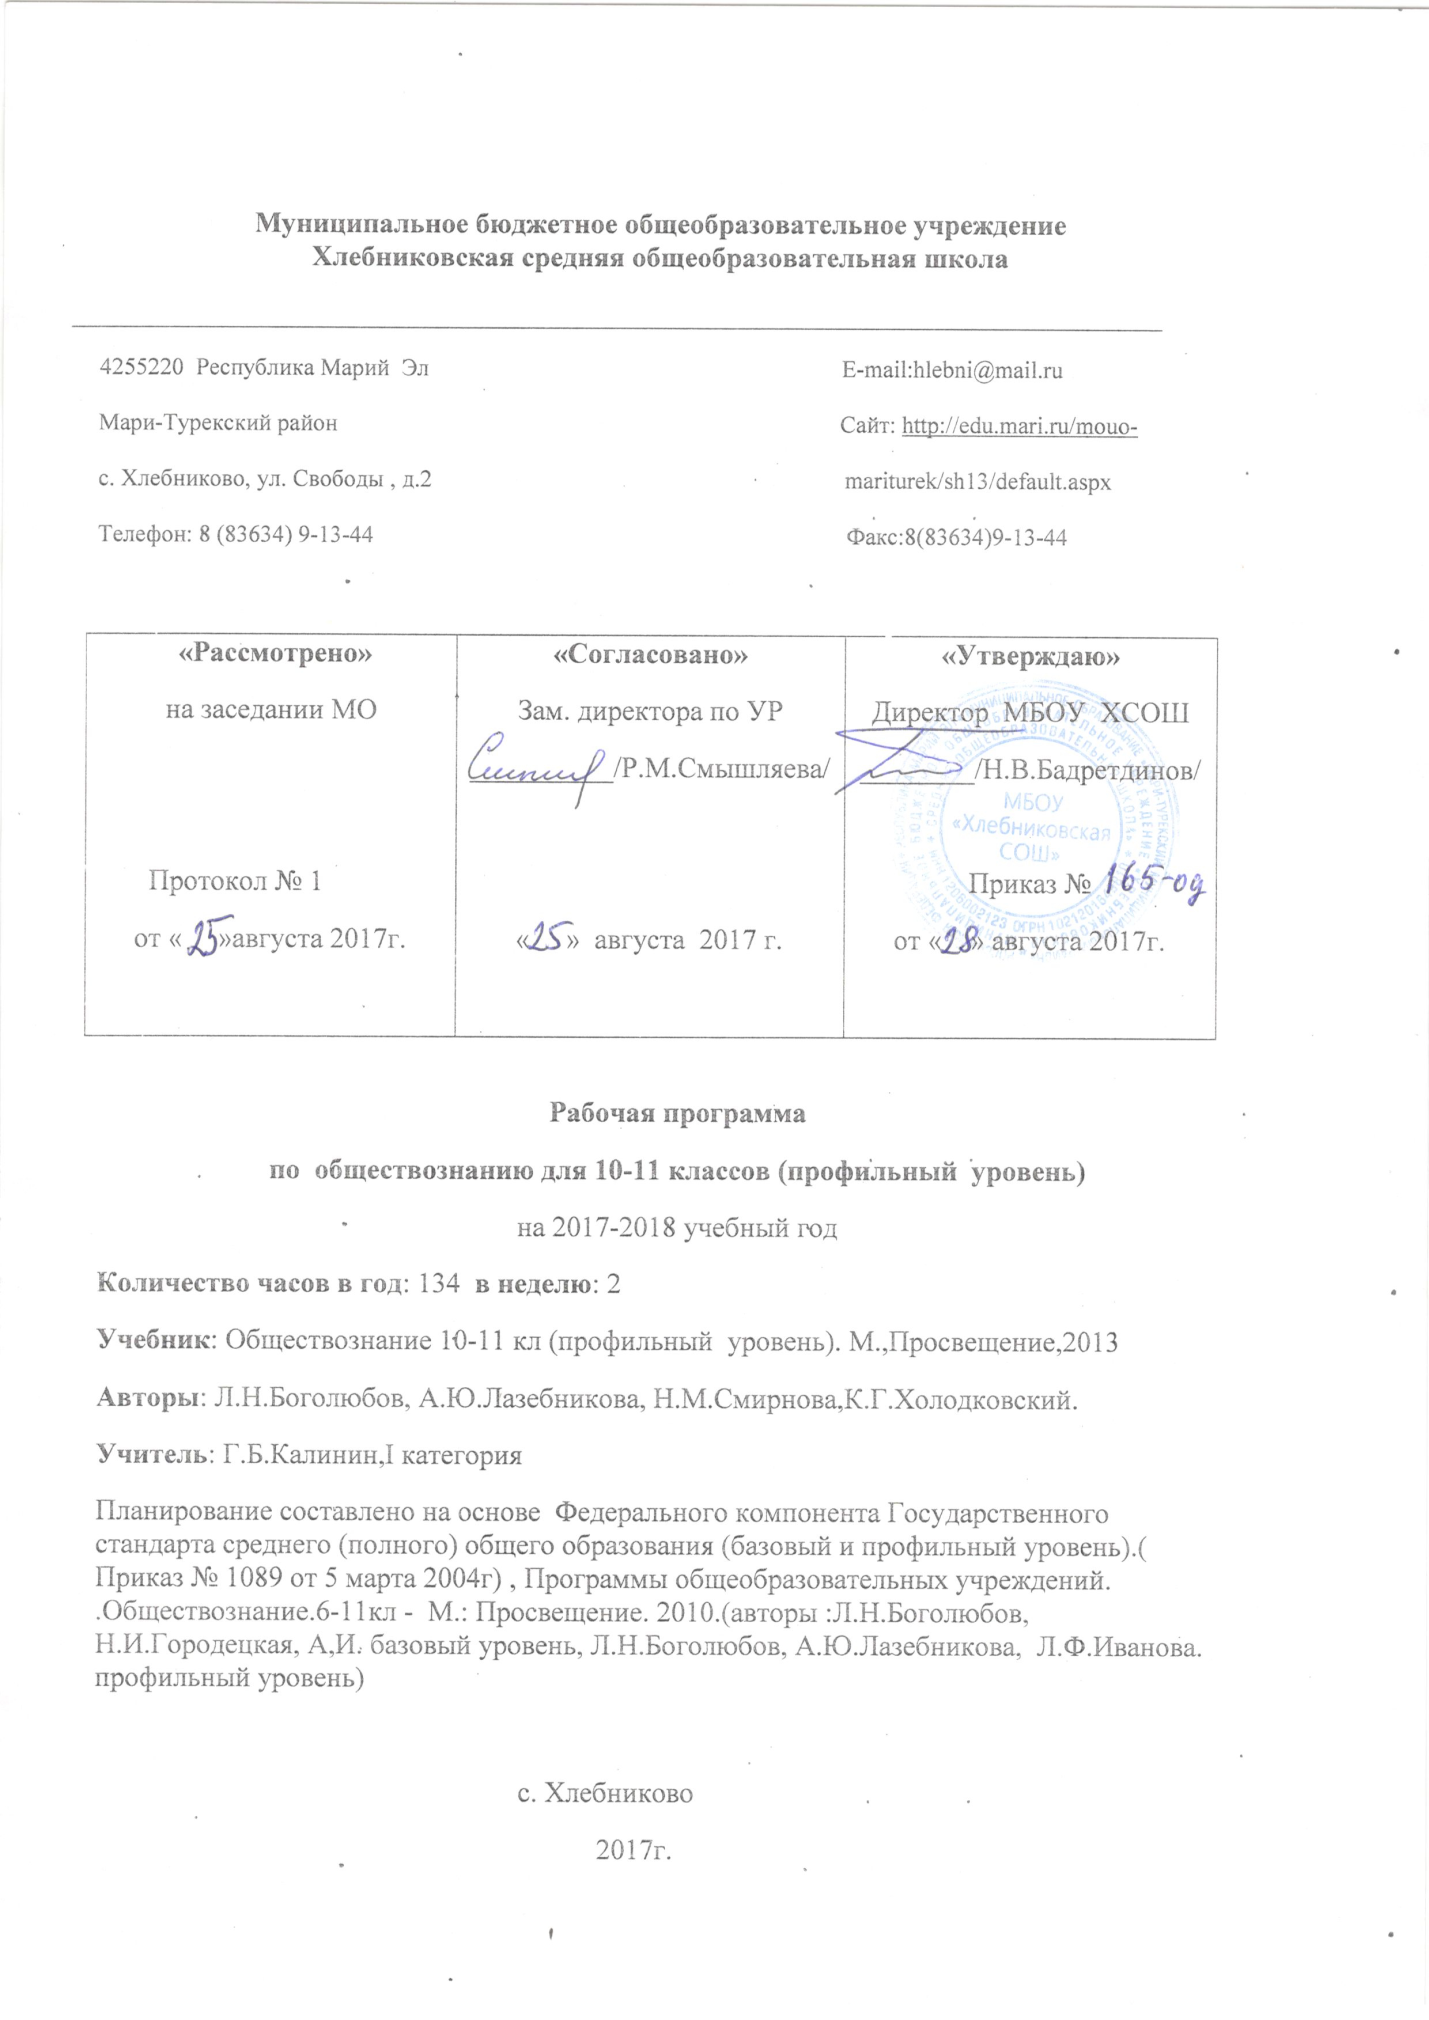 Муниципальное бюджетное общеобразовательное учреждение
Хлебниковская средняя общеобразовательная школа
4255220 Республика Марий Эл
E-mail:hlebni@mail.ru
Мари-Турекский район
Сайт: http://edu.mari.ru/mouo-
с. Хлебниково, ул. Свободы , д.2
mariturek/sh13/default.aspx
Телефон: 8 (83634) 9-13-44
Факс:8(83634)9-13-44
«Рассмотрено»
на заседании МО
Протокол № 1
от «25»августа 2017г.
«Согласовано»
Зам. директора по УР
/Р.М.Смышляева/
«25» августа 2017 г.
«Утверждаю»
Директор МБОУ ХСОШ
/Н.В.Бадретдинов/
МБОУ
«Хлебниковская
СОШ»
Приказ № 165-од
от «28» августа 2017г.
Рабочая программа
по обществознанию для 10-11 классов (профильный уровень)
на 2017-2018 учебный год
Количество часов в год: 134 в неделю: 2
Учебник: Обществознание 10-11 кл (профильный уровень). М.,Просвещение,2013
Авторы: Л.Н.Боголюбов, А.Ю.Лазебникова, Н.М.Смирнова,К.Г.Холодковский.
Учитель: Г.Б.Калинин,I категория
Планирование составлено на основе Федерального компонента Государственного
стандарта среднего (полного) общего образования (базовый и профильный уровень).(
Приказ № 1089 от 5 марта 2004г) , Программы общеобразовательных учреждений.
.Обществознание.6-11кл - М.: Просвещение. 2010.(авторы :Л.Н.Боголюбов,
Н.И.Городецкая, А,И. базовый уровень, Л.Н.Боголюбов, А.Ю.Лазебникова, Л.Ф.Иванова.
профильный уровень)
с. Хлебниково
2017г.